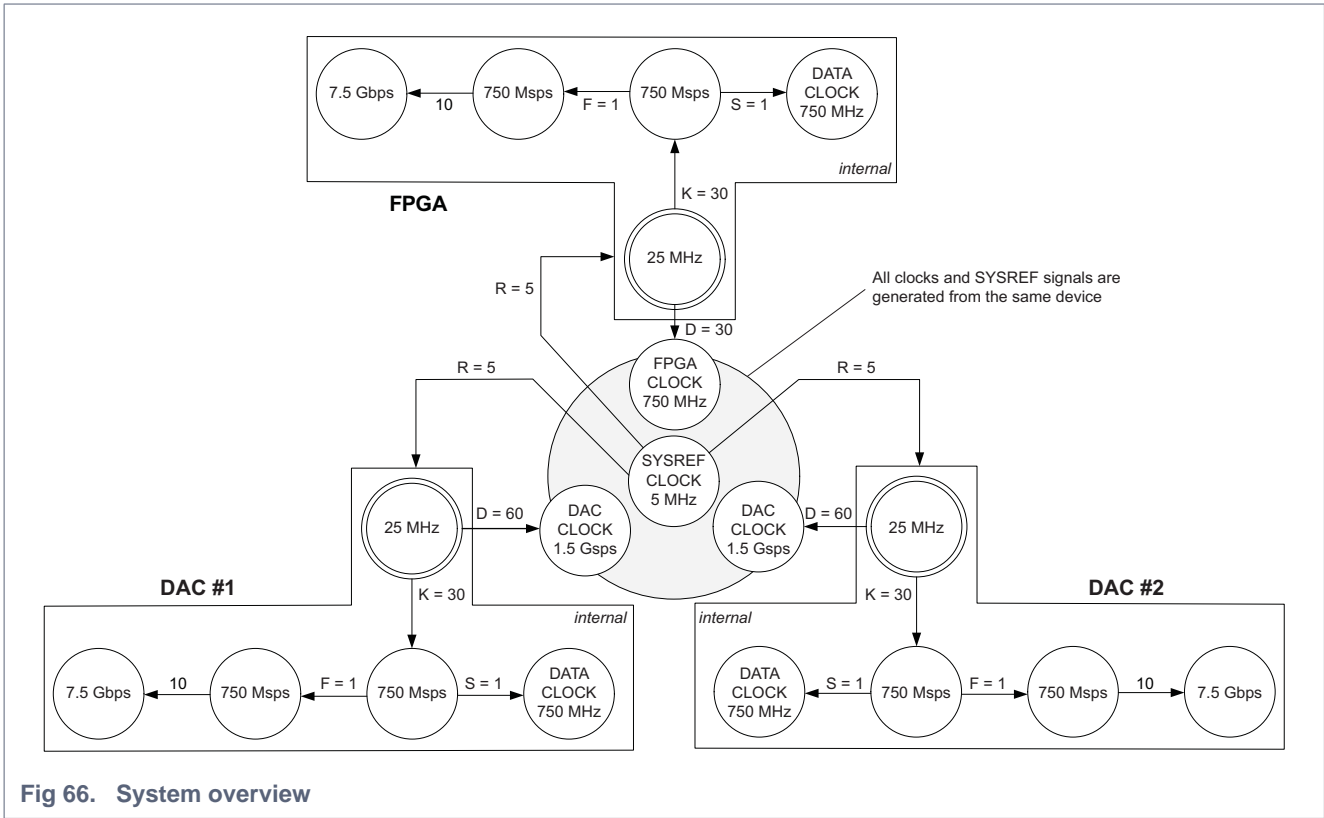 7.5 Gbps
10
750 Msps
F = 1
750 Msps
S = 1
DATA
CLOCK
750 MHz
internal
FPGA
K = 30
25 MHz
R = 5
D = 30
All clocks and SYSREF signals are
generated from the same device
FPGA
CLOCK
750 MHz
R = 5
R = 5
SYSREF
CLOCK
5 MHz
25 MHz
D = 60
DAC
CLOCK
1.5 Gsps
DAC
CLOCK
1.5 Gsps
D = 60
25 MHz
DAC #1
K = 30
internal
7.5 Gbps
10
750 Msps
F = 1
750 Msps
S = 1
DATA
CLOCK
750 MHz
DAC #2
K = 30
internal
DATA
CLOCK
750 MHz
S = 1
750 Msps
F = 1
750 Msps
10
7.5 Gbps
Fig 66. System overview